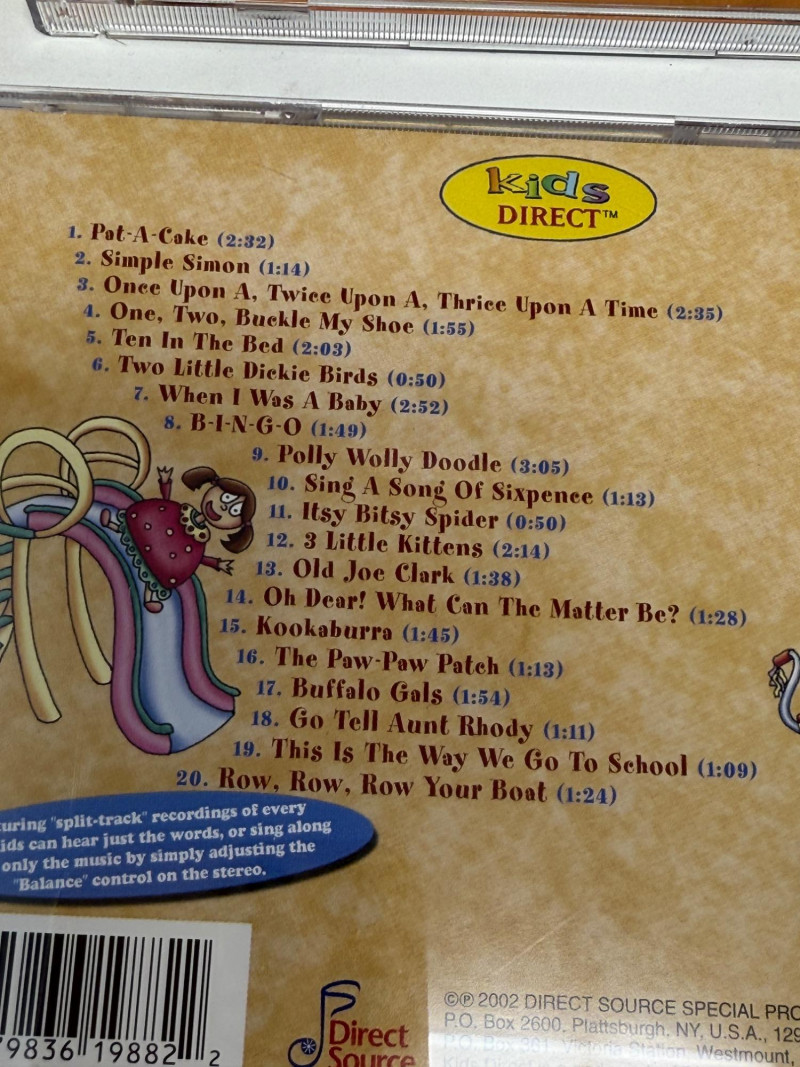 kids
DIRECT™
1. Pat-A-Cake (2:32)
2. Simple Simon (1:14)
3. Once Upon A, Twice Upon A, Thrice Upon A Time (2:35)
4. One, Two, Buckle My Shoe (1:55)
5. Ten In The Bed (2:03)
6. Two Little Dickie Birds (0:50)
7. When I Was A Baby (2:52)
8. B-I-N-G-O (1:49)
9. Polly Wolly Doodle (3:05)
10. Sing A Song Of Sixpence (1:13)
11. Itsy Bitsy Spider (0:50)
12. 3 Little Kittens (2:14)
13. Old Joe Clark (1:38)
14. Oh Dear! What Can The Matter Be? (1:28)
15. Kookaburra (1:45)
16. The Paw-Paw Patch (1:13)
17. Buffalo Gals (1:54)
18. Go Tell Aunt Rhody (1:11)
19. This Is The Way We Go To School (1:09)
20. Row, Row, Row Your Boat (1:24)
uring "split-track" recordings of every
ids can hear just the words, or sing along
only the music by simply adjusting the
"Balance" control on the stereo.
79836 19882 2
Direct
Source
©℗ 2002 DIRECT SOURCE SPECIAL PRO
P.O. Box 2600, Plattsburgh, NY, U.S.A., 129
P.O. Box 361, Victoria Station, Westmount,